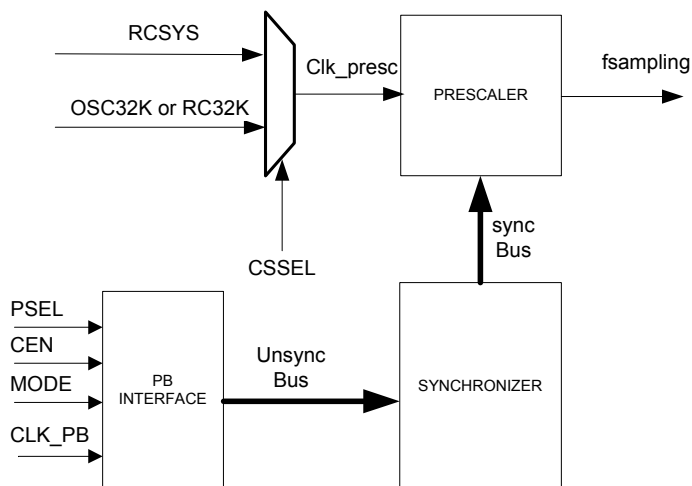 RCSYS
OSC32K or RC32K
Clk_presc
PRESCALER
fsampling
CSSEL
sync
Bus
PSEL
CEN
MODE
CLK_PB
PB
INTERFACE
Unsync
Bus
SYNCHRONIZER